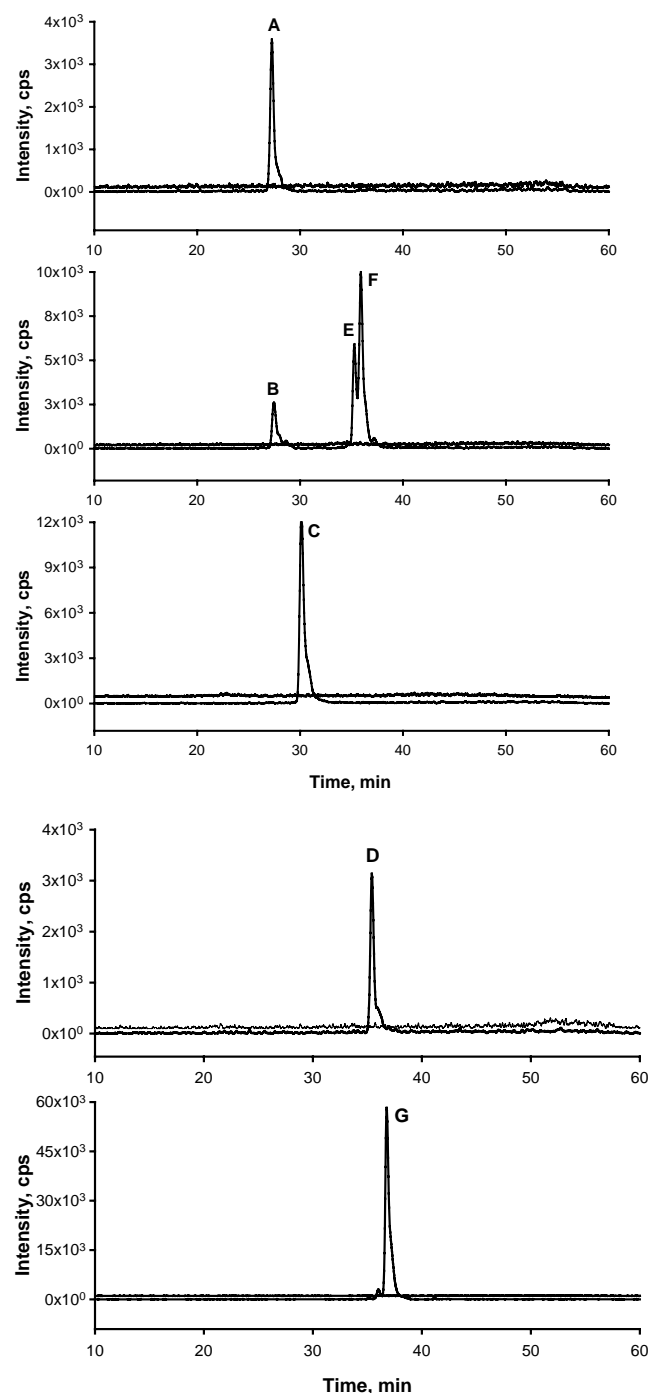 A
Intensity, cps
4x10³
3x10³
2x10³
1x10³
0x10⁰
10 20 30 40 50 60
F
E
B
Intensity, cps
10x10³
8x10³
5x10³
3x10³
0x10⁰
10 20 30 40 50 60
C
Intensity, cps
12x10³
9x10³
6x10³
3x10³
0x10⁰
10 20 30 40 50 60
Time, min
D
Intensity, cps
4x10³
3x10³
2x10³
1x10³
0x10⁰
10 20 30 40 50 60
G
Intensity, cps
60x10³
45x10³
30x10³
15x10³
0x10⁰
10 20 30 40 50 60
Time, min